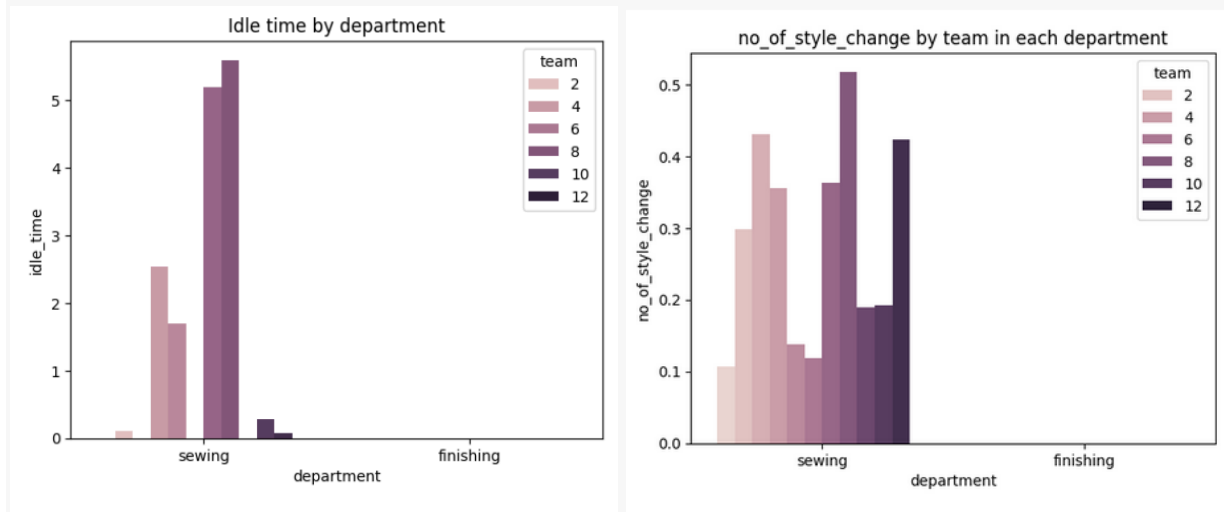 Idle time by department
idle_time
5
4
3
2
1
0
team
2
4
6
8
10
12
sewing
finishing
department
no_of_style_change by team in each department
no_of_style_change
0.5
0.4
0.3
0.2
0.1
0.0
team
2
4
6
8
10
12
sewing
finishing
department